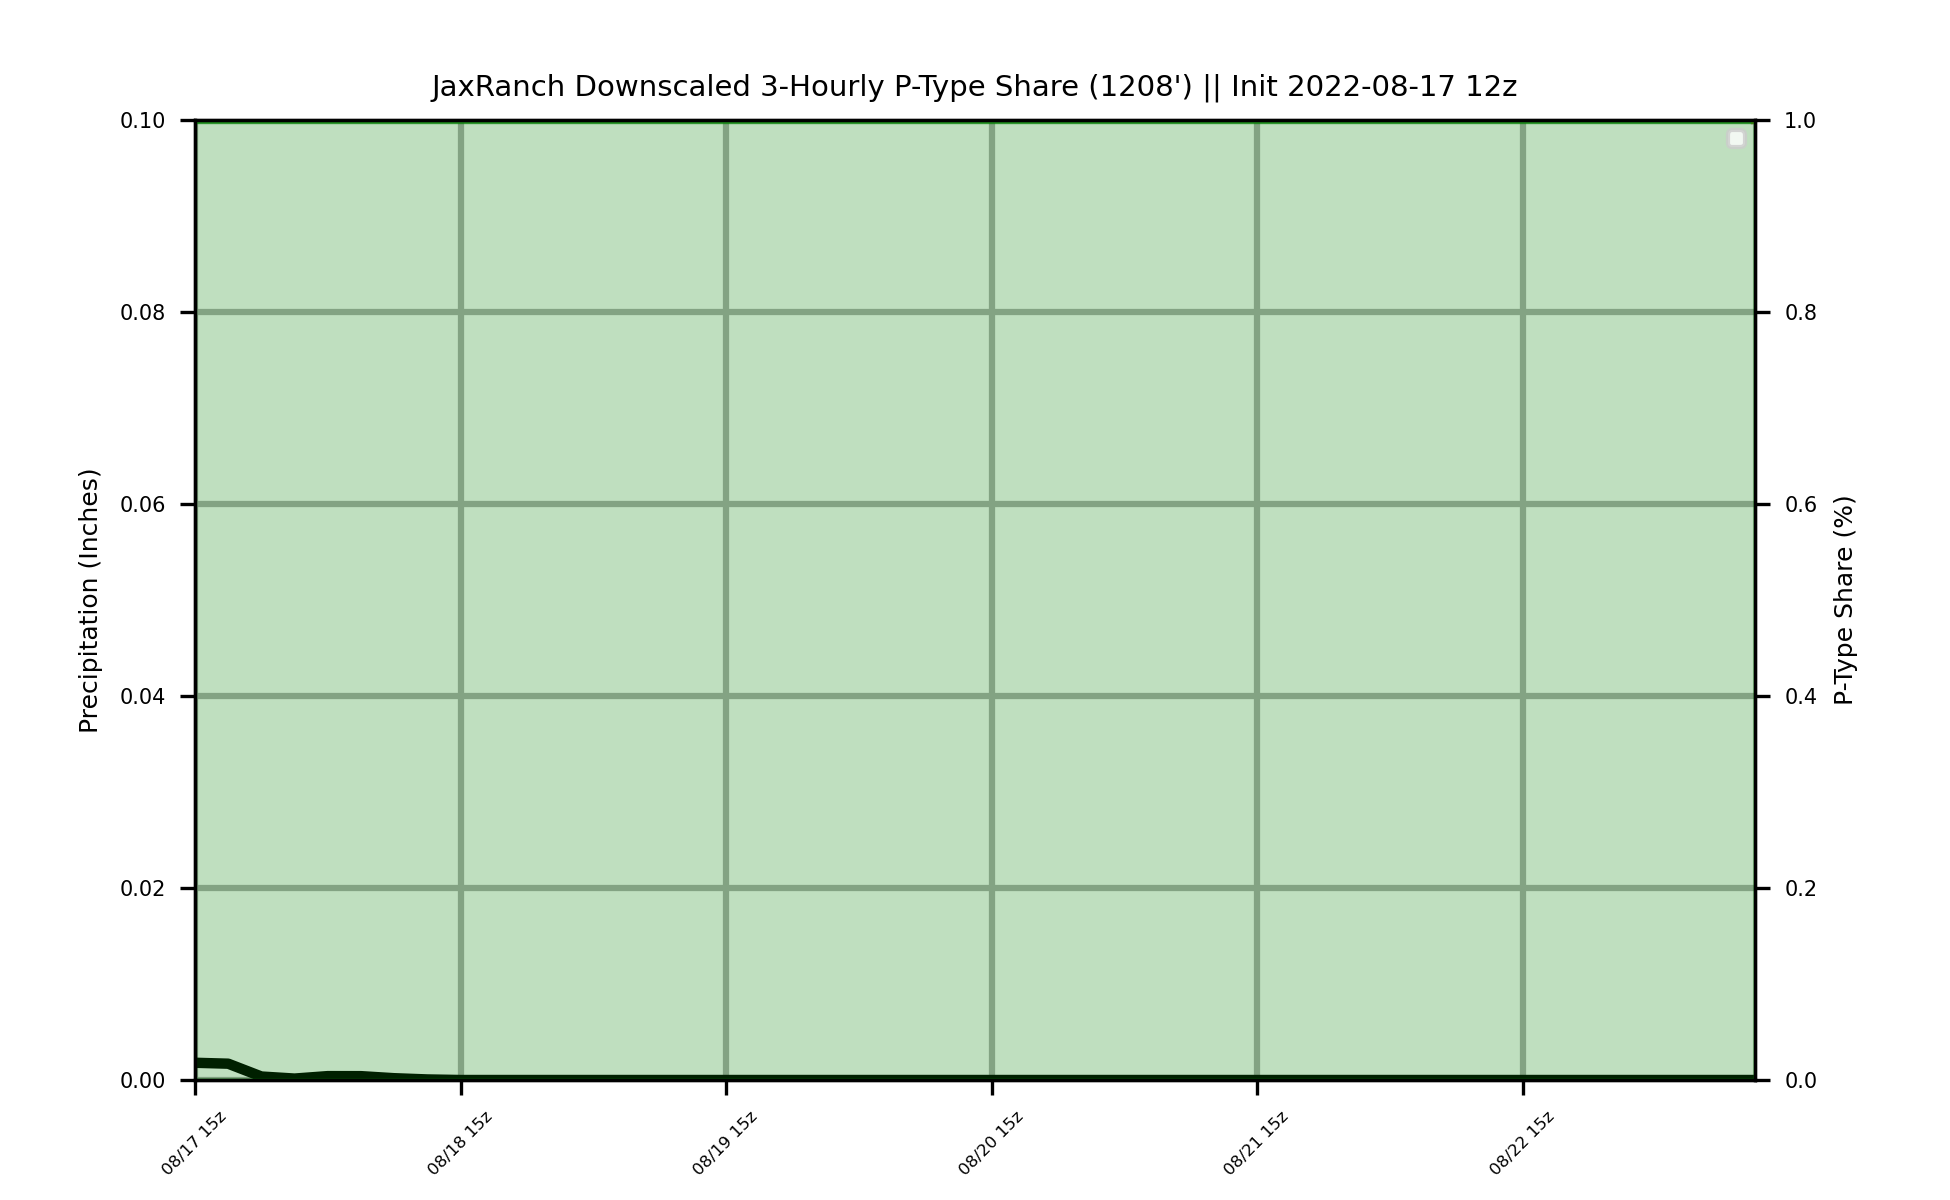 JaxRanch Downscaled 3-Hourly P-Type Share (1208') || Init 2022-08-17 12z
0.10
0.08
0.06
0.04
0.02
0.00
Precipitation (Inches)
1.0
0.8
0.6
0.4
0.2
0.0
P-Type Share (%)
08/17 15z
08/18 15z
08/19 15z
08/20 15z
08/21 15z
08/22 15z